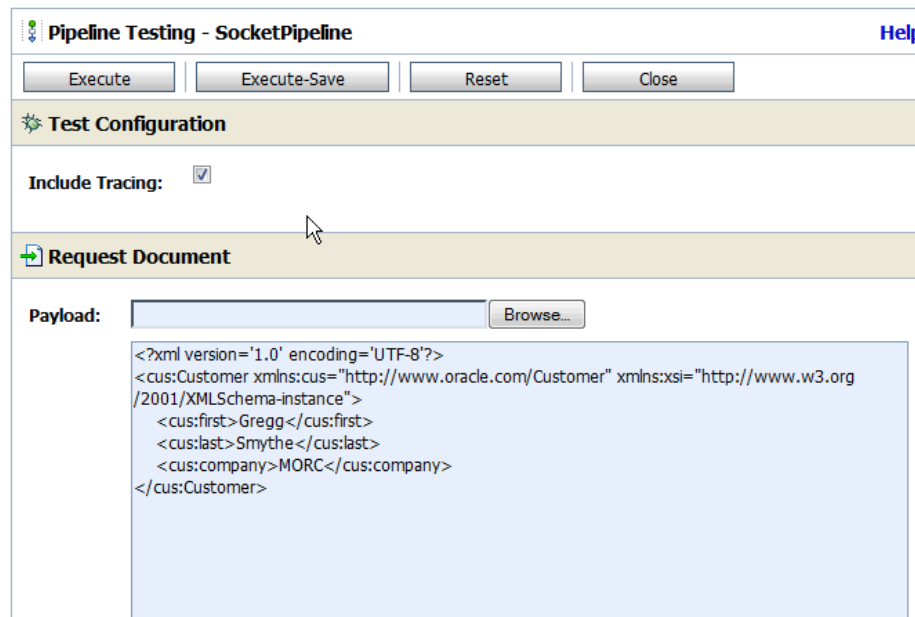 Pipeline Testing - SocketPipeline
Help
Execute
Execute-Save
Reset
Close
Test Configuration
Include Tracing:
Request Document
Payload:
Browse...
<?xml version='1.0' encoding='UTF-8'?>
<cus:Customer xmlns:cus="http://www.oracle.com/Customer" xmlns:xsi="http://www.w3.org
/2001/XMLSchema-instance">
<cus:first>Gregg</cus:first>
<cus:last>Smythe</cus:last>
<cus:company>MORC</cus:company>
</cus:Customer>